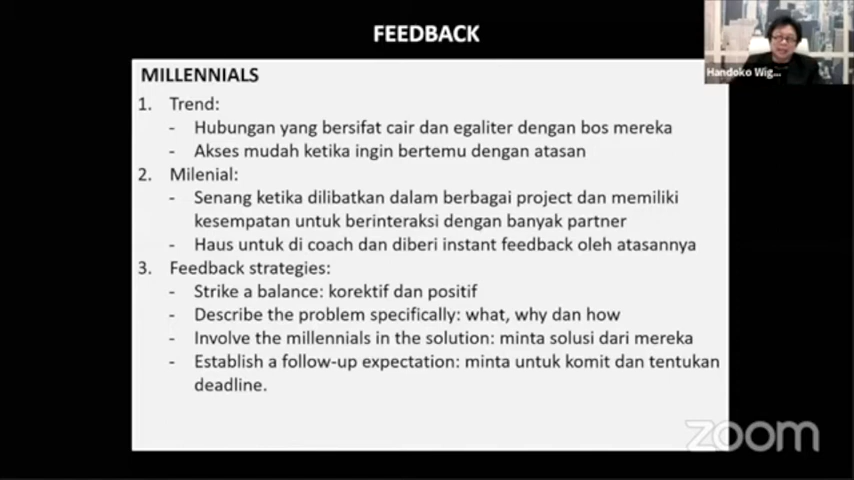 FEEDBACK
Handoko Wig...
MILLENNIALS
1. Trend:
- Hubungan yang bersifat cair dan egaliter dengan bos mereka
- Akses mudah ketika ingin bertemu dengan atasan
2. Milenial:
- Senang ketika dilibatkan dalam berbagai project dan memiliki
kesempatan untuk berinteraksi dengan banyak partner
- Haus untuk di coach dan diberi instant feedback oleh atasannya
3. Feedback strategies:
- Strike a balance: korektif dan positif
- Describe the problem specifically: what, why dan how
- Involve the millennials in the solution: minta solusi dari mereka
- Establish a follow-up expectation: minta untuk komit dan tentukan
deadline.
zoom